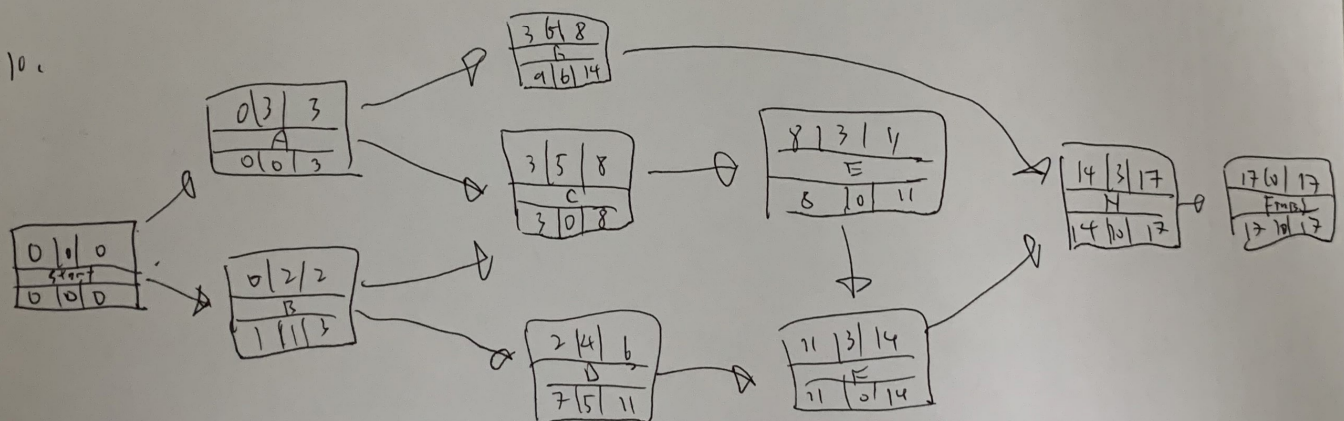 10.
0 | 0 | 0
Start
0 | 0 | 0
0 | 3 | 3
A
0 | 0 | 3
0 | 2 | 2
B
1 | 1 | 3
3 | 8
9 | 6 | 14
3 | 5 | 8
C
3 | 0 | 8
2 | 4 | 6
D
7 | 5 | 11
8 | 3 | 11
E
8 | 0 | 11
11 | 3 | 14
F
11 | 0 | 14
14 | 3 | 17
H
14 | 0 | 17
17 | 0 | 17
17 | 0 | 17